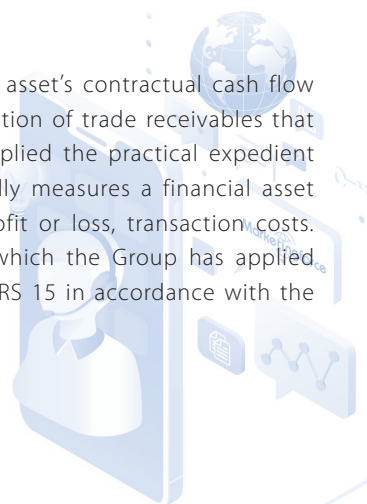 asset's contractual cash flow
tion of trade receivables that
plied the practical expedient
lly measures a financial asset
ofit or loss, transaction costs.
Marketing
which the Group has applied
RS 15 in accordance with the